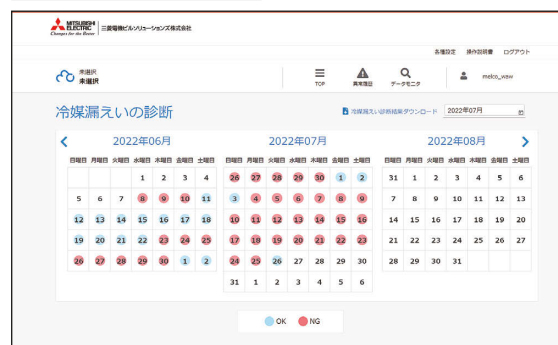 MITSUBISHI ELECTRIC 三菱電機ビルソリューションズ株式会社
Changes for the Better
各種設定 操作説明書 ログアウト
未選択
未選択
TOP 異常履歴 データモニタ melco_waw
冷媒漏えいの診断
冷媒漏えい診断結果ダウンロード 2022年07月
2022年06月 2022年07月 2022年08月
日曜日 月曜日 火曜日 水曜日 木曜日 金曜日 土曜日 日曜日 月曜日 火曜日 水曜日 木曜日 金曜日 土曜日 日曜日 月曜日 火曜日 水曜日 木曜日 金曜日 土曜日
1 2 3 4 26 27 28 29 30 1 2 31 1 2 3 4 5 6
5 6 7 8 9 10 11 3 4 5 6 7 8 9 7 8 9 10 11 12 13
12 13 14 15 16 17 18 10 11 12 13 14 15 16 14 15 16 17 18 19 20
19 20 21 22 23 24 25 17 18 19 20 21 22 23 21 22 23 24 25 26 27
26 27 28 29 30 1 2 24 25 26 27 28 29 30 28 29 30 31
31 1 2 3 4 5 6
OK NG